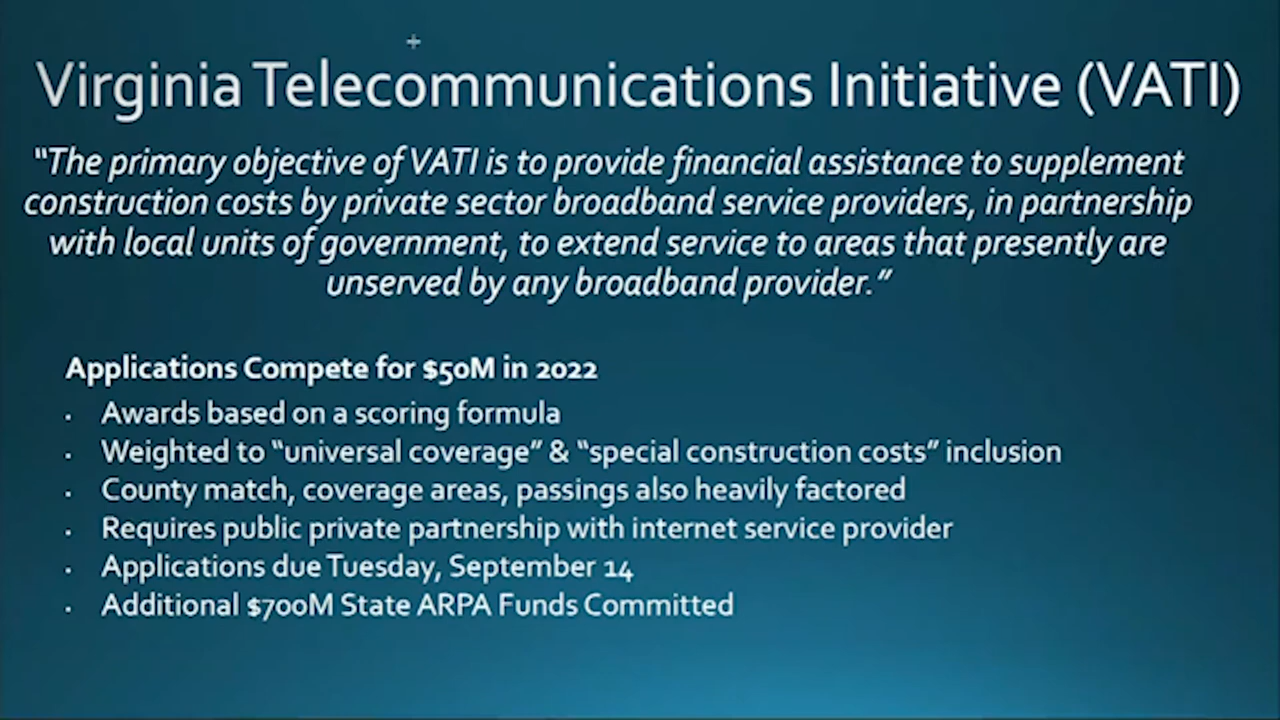 Virginia Telecommunications Initiative (VATI)
“The primary objective of VATI is to provide financial assistance to supplement
construction costs by private sector broadband service providers, in partnership
with local units of government, to extend service to areas that presently are
unserved by any broadband provider.”
Applications Compete for $50M in 2022
· Awards based on a scoring formula
· Weighted to “universal coverage” & “special construction costs” inclusion
· County match, coverage areas, passings also heavily factored
· Requires public private partnership with internet service provider
· Applications due Tuesday, September 14
· Additional $700M State ARPA Funds Committed